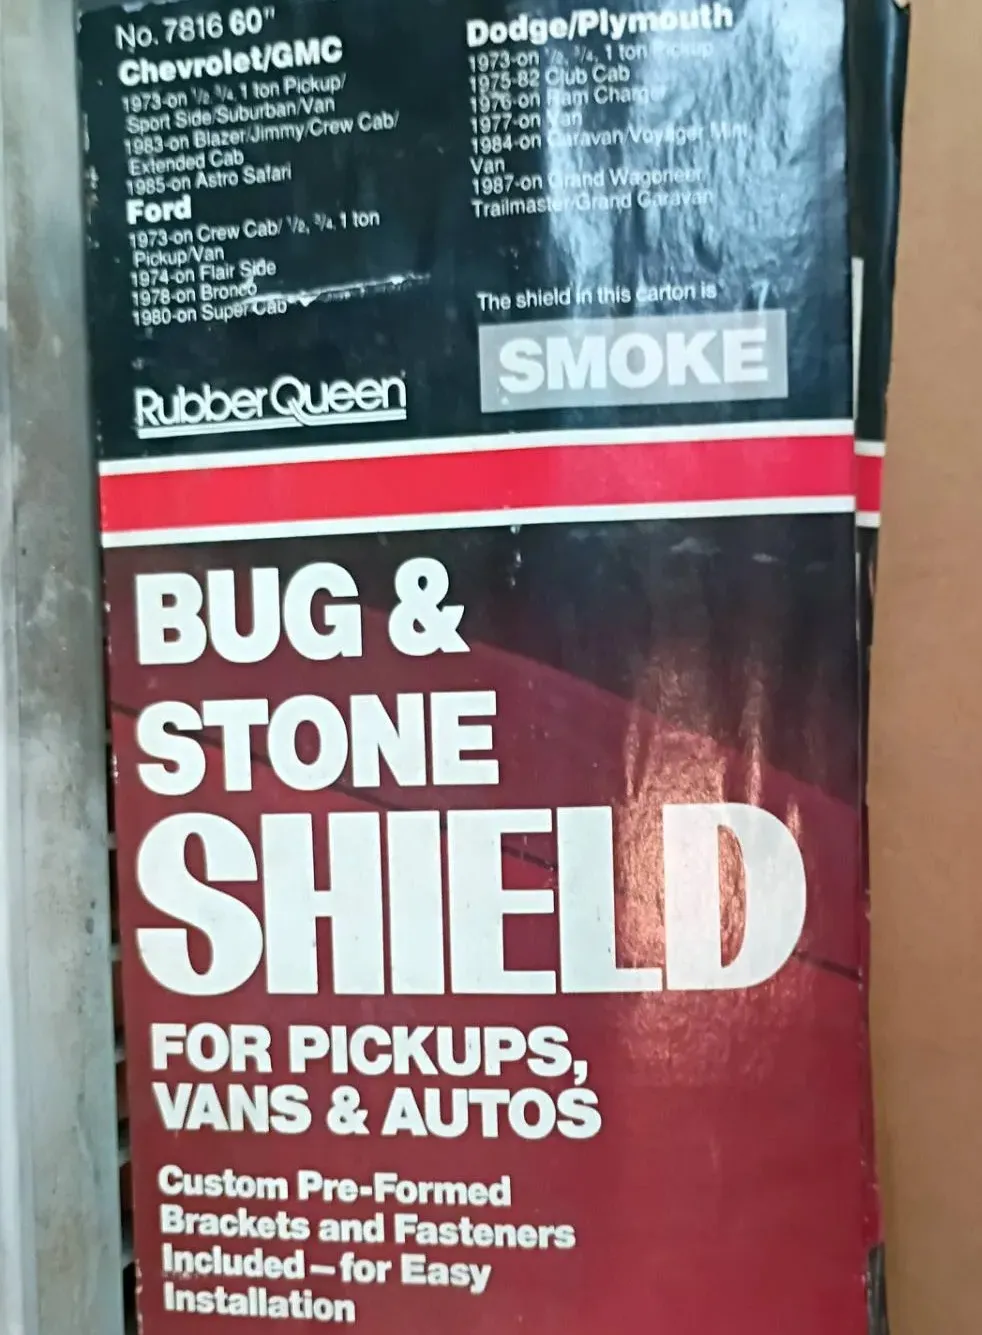 No. 7816 60"
Chevrolet/GMC
1973-on 1/2, 3/4, 1 ton Pickup/
Sport Side/Suburban/Van
1983-on Blazer/Jimmy/Crew Cab/
Extended Cab
1985-on Astro Safari
Ford
1973-on Crew Cab/ 1/2, 3/4, 1 ton
Pickup/Van
1974-on Flair Side
1978-on Bronco
1980-on Super Cab
Dodge/Plymouth
1973-on 1/2, 3/4, 1 ton Pickup
1975-82 Club Cab
1976-on Ram Charger
1977-on Van
1984-on Caravan/Voyager Mini
Van
1987-on Grand Wagoneer,
Trailmaster/Grand Caravan
The shield in this carton is
SMOKE
RubberQueen
BUG &
STONE
SHIELD
FOR PICKUPS,
VANS & AUTOS
Custom Pre-Formed
Brackets and Fasteners
Included – for Easy
Installation